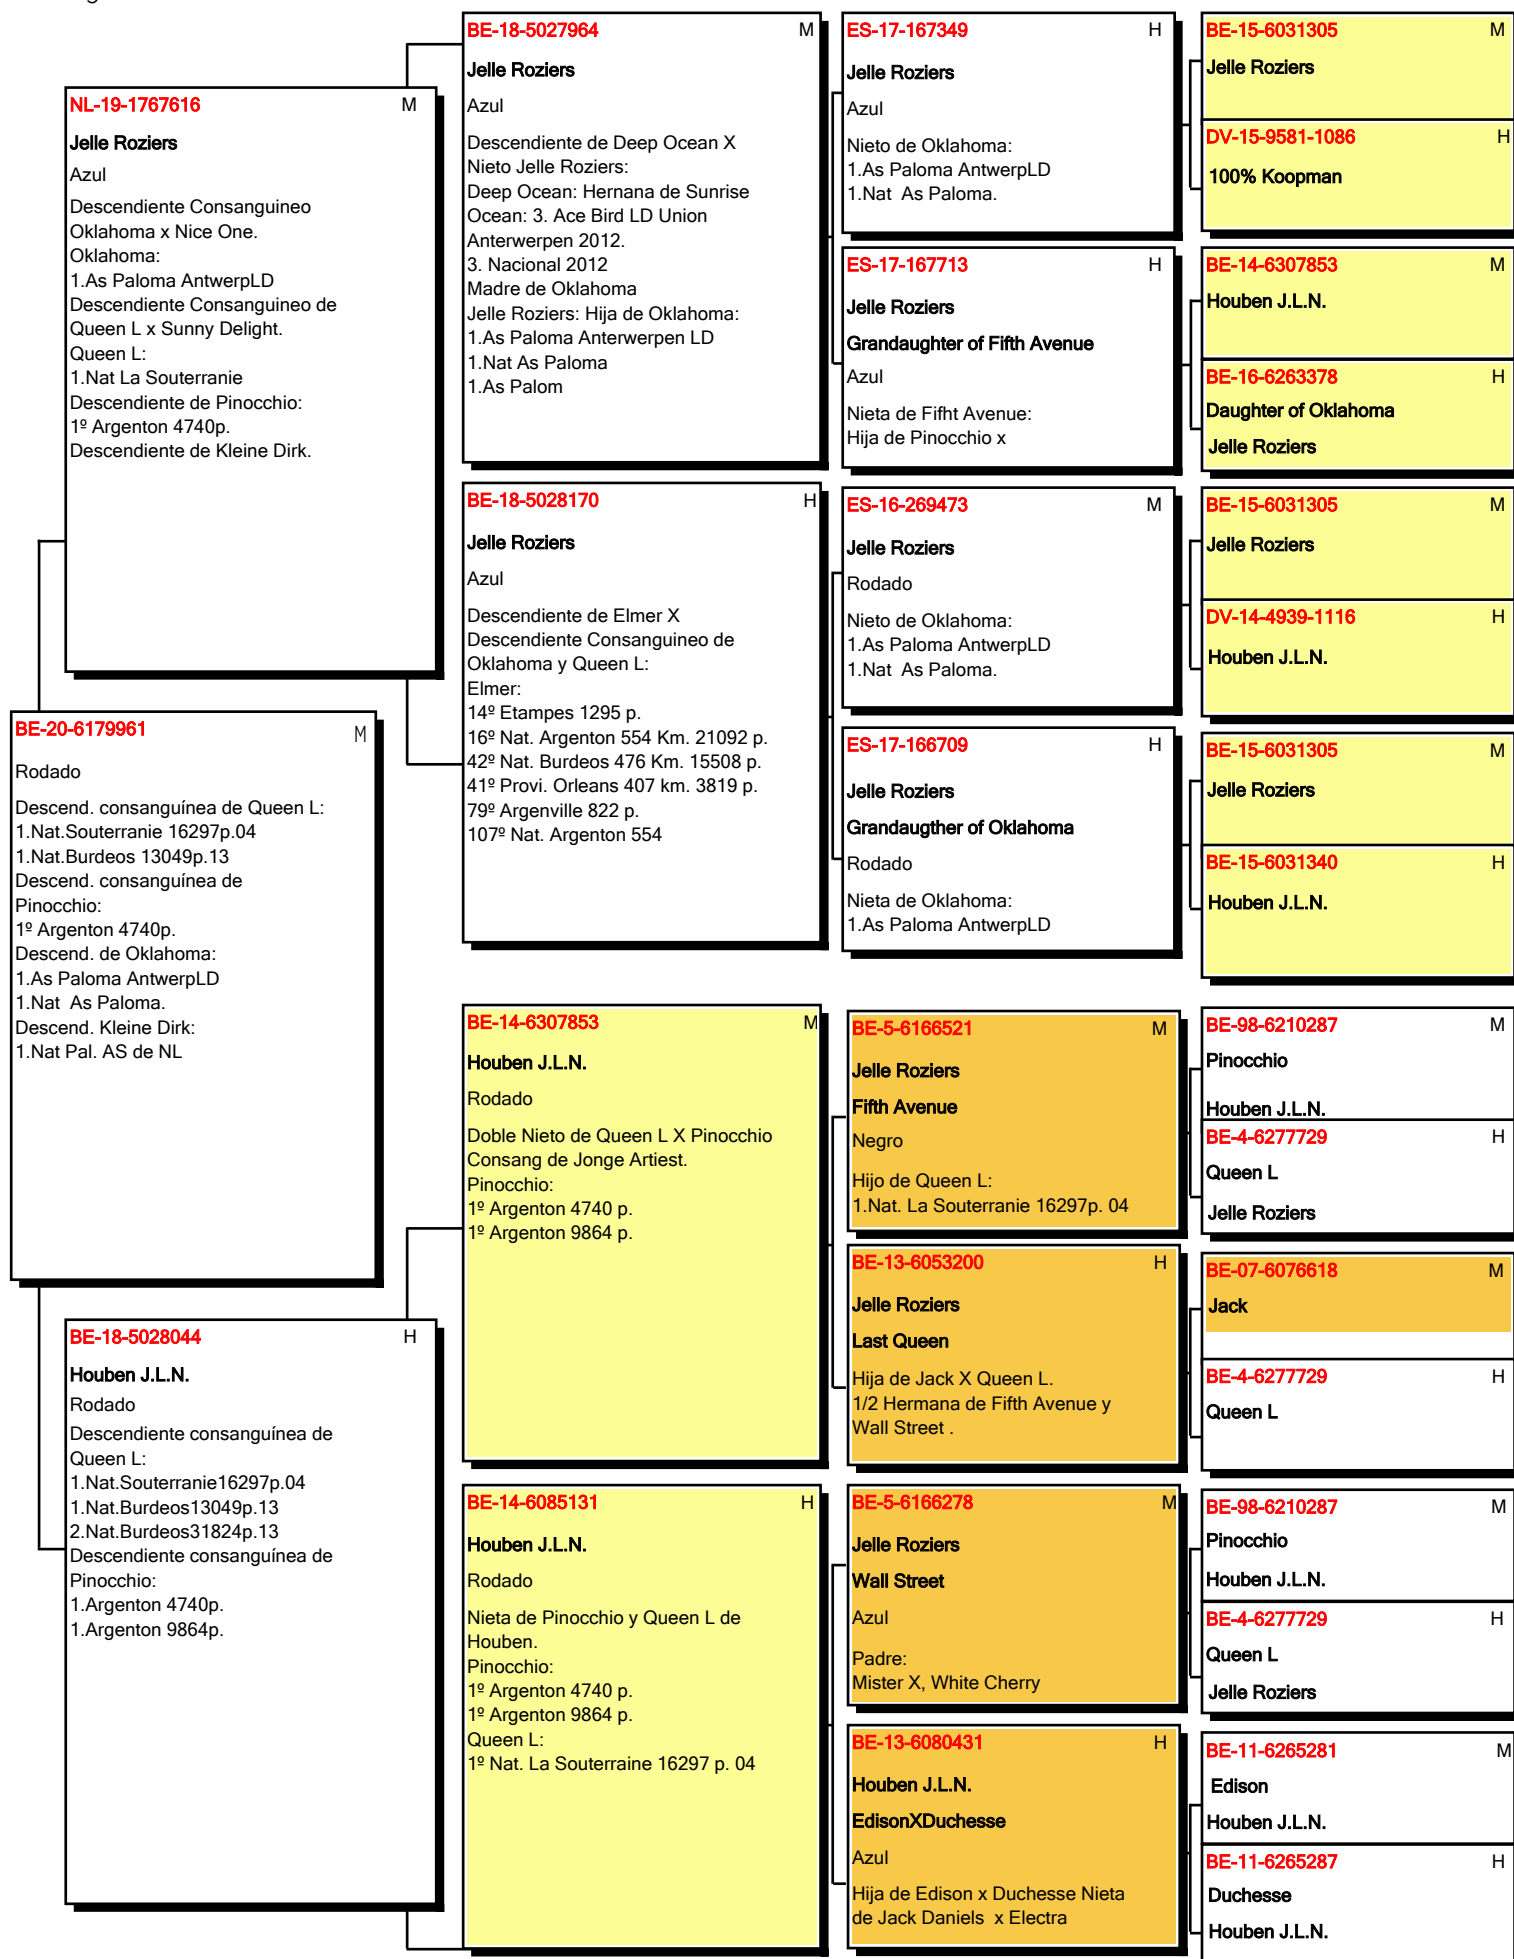 NL-19-1767616 M
Jelle Roziers
Azul
Descendiente Consanguineo
Oklahoma x Nice One.
Oklahoma:
1.As Paloma AntwerpLD
Descendiente Consanguineo de
Queen L x Sunny Delight.
Queen L:
1.Nat La Souterranie
Descendiente de Pinocchio:
1º Argenton 4740p.
Descendiente de Kleine Dirk.
BE-20-6179961 M
Rodado
Descend. consanguínea de Queen L:
1.Nat.Souterranie 16297p.04
1.Nat.Burdeos 13049p.13
Descend. consanguínea de
Pinocchio:
1º Argenton 4740p.
Descend. de Oklahoma:
1.As Paloma AntwerpLD
1.Nat  As Paloma.
Descend. Kleine Dirk:
1.Nat Pal. AS de NL
BE-18-5028044 H
Houben J.L.N.
Rodado
Descendiente consanguínea de
Queen L:
1.Nat.Souterranie16297p.04
1.Nat.Burdeos13049p.13
2.Nat.Burdeos31824p.13
Descendiente consanguínea de
Pinocchio:
1.Argenton 4740p.
1.Argenton 9864p.
BE-18-5027964 M
Jelle Roziers
Azul
Descendiente de Deep Ocean X
Nieto Jelle Roziers:
Deep Ocean: Hernana de Sunrise
Ocean: 3. Ace Bird LD Union
Anterwerpen 2012.
3. Nacional 2012
Madre de Oklahoma
Jelle Roziers: Hija de Oklahoma:
1.As Paloma Anterwerpen LD
1.Nat As Paloma
1.As Palom
BE-18-5028170 H
Jelle Roziers
Azul
Descendiente de Elmer X
Descendiente Consanguineo de
Oklahoma y Queen L:
Elmer:
14º Etampes 1295 p.
16º Nat. Argenton 554 Km. 21092 p.
42º Nat. Burdeos 476 Km. 15508 p.
41º Provi. Orleans 407 km. 3819 p.
79º Argenville 822 p.
107º Nat. Argenton 554
BE-14-6307853 M
Houben J.L.N.
Rodado
Doble Nieto de Queen L X Pinocchio
Consang de Jonge Artiest.
Pinocchio:
1º Argenton 4740 p.
1º Argenton 9864 p.
BE-14-6085131 H
Houben J.L.N.
Rodado
Nieta de Pinocchio y Queen L de
Houben.
Pinocchio:
1º Argenton 4740 p.
1º Argenton 9864 p.
Queen L:
1º Nat. La Souterraine 16297 p. 04
ES-17-167349 H
Jelle Roziers
Azul
Nieto de Oklahoma:
1.As Paloma AntwerpLD
1.Nat  As Paloma.
ES-17-167713 H
Jelle Roziers
Grandaughter of Fifth Avenue
Azul
Nieta de Fifht Avenue:
Hija de Pinocchio x
ES-16-269473 M
Jelle Roziers
Rodado
Nieto de Oklahoma:
1.As Paloma AntwerpLD
1.Nat  As Paloma.
ES-17-166709 H
Jelle Roziers
Grandaugther of Oklahoma
Rodado
Nieta de Oklahoma:
1.As Paloma AntwerpLD
BE-5-6166521 M
Jelle Roziers
Fifth Avenue
Negro
Hijo de Queen L:
1.Nat. La Souterranie 16297p. 04
BE-13-6053200 H
Jelle Roziers
Last Queen
Hija de Jack X Queen L.
1/2 Hermana de Fifth Avenue y
Wall Street .
BE-5-6166278 M
Jelle Roziers
Wall Street
Azul
Padre:
Mister X, White Cherry
BE-13-6080431 H
Houben J.L.N.
EdisonXDuchesse
Azul
Hija de Edison x Duchesse Nieta
de Jack Daniels  x Electra
BE-15-6031305 M
Jelle Roziers
DV-15-9581-1086 H
100% Koopman
BE-14-6307853 M
Houben J.L.N.
BE-16-6263378 H
Daughter of Oklahoma
Jelle Roziers
BE-15-6031305 M
Jelle Roziers
DV-14-4939-1116 H
Houben J.L.N.
BE-15-6031305 M
Jelle Roziers
BE-15-6031340 H
Houben J.L.N.
BE-98-6210287 M
Pinocchio
Houben J.L.N.
BE-4-6277729 H
Queen L
Jelle Roziers
BE-07-6076618 M
Jack
BE-4-6277729 H
Queen L
BE-98-6210287 M
Pinocchio
Houben J.L.N.
BE-4-6277729 H
Queen L
Jelle Roziers
BE-11-6265281 M
Edison
Houben J.L.N.
BE-11-6265287 H
Duchesse
Houben J.L.N.